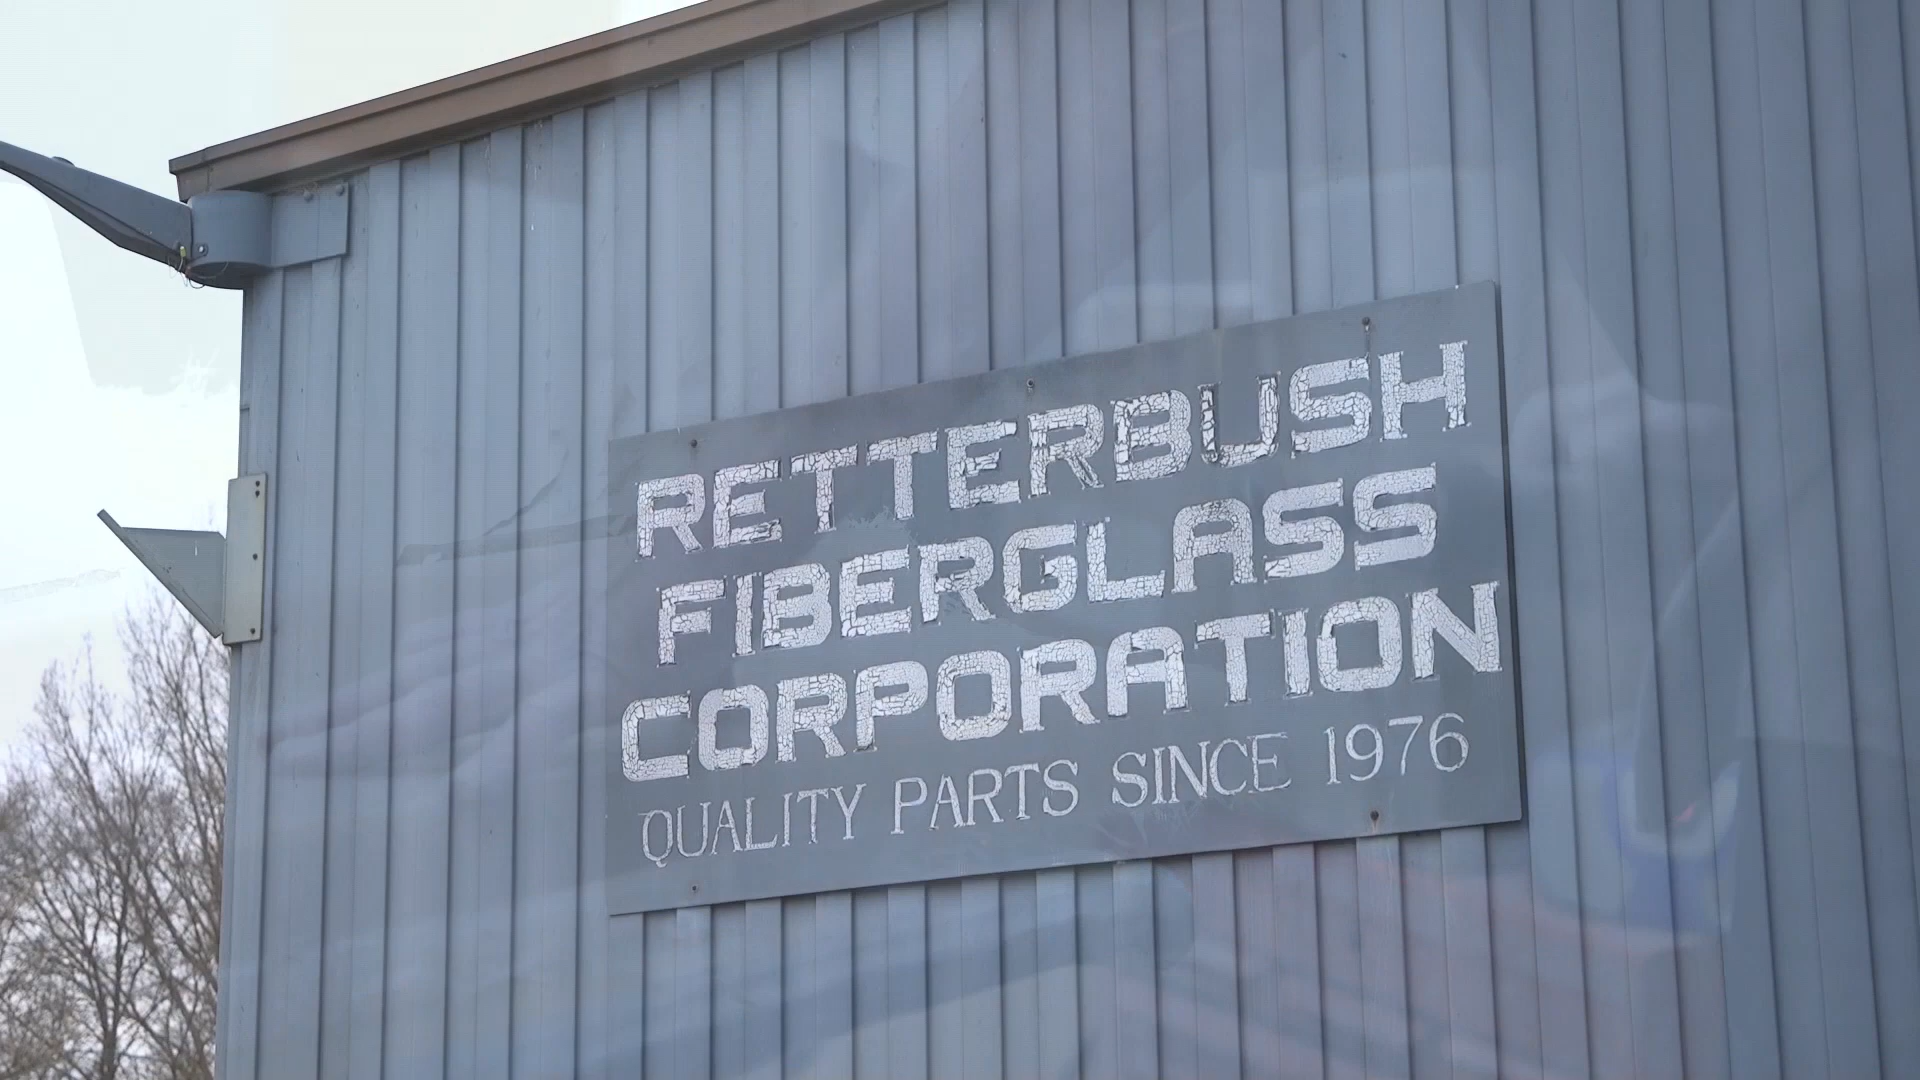 RETTERBUSH
FIBERGLASS
CORPORATION
QUALITY PARTS SINCE 1976